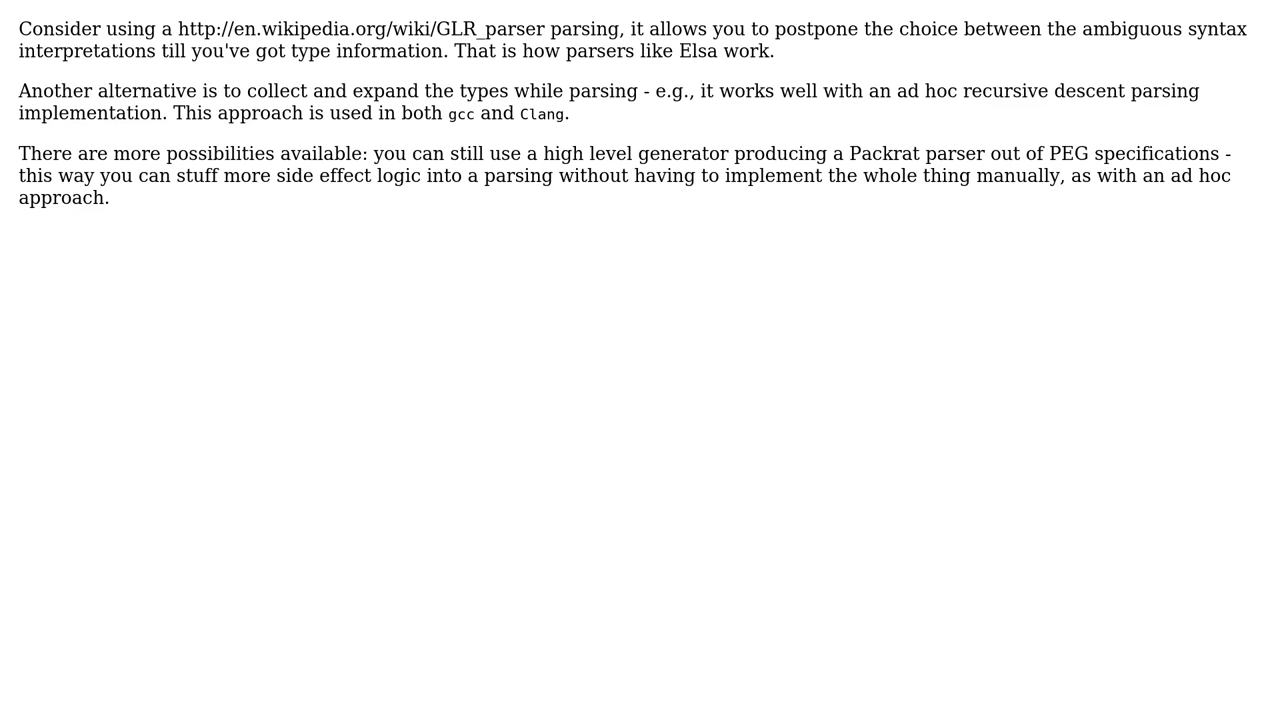 Consider using a http://en.wikipedia.org/wiki/GLR_parser parsing, it allows you to postpone the choice between the ambiguous syntax
interpretations till you've got type information. That is how parsers like Elsa work.
Another alternative is to collect and expand the types while parsing - e.g., it works well with an ad hoc recursive descent parsing
implementation. This approach is used in both gcc and Clang.
There are more possibilities available: you can still use a high level generator producing a Packrat parser out of PEG specifications -
this way you can stuff more side effect logic into a parsing without having to implement the whole thing manually, as with an ad hoc
approach.